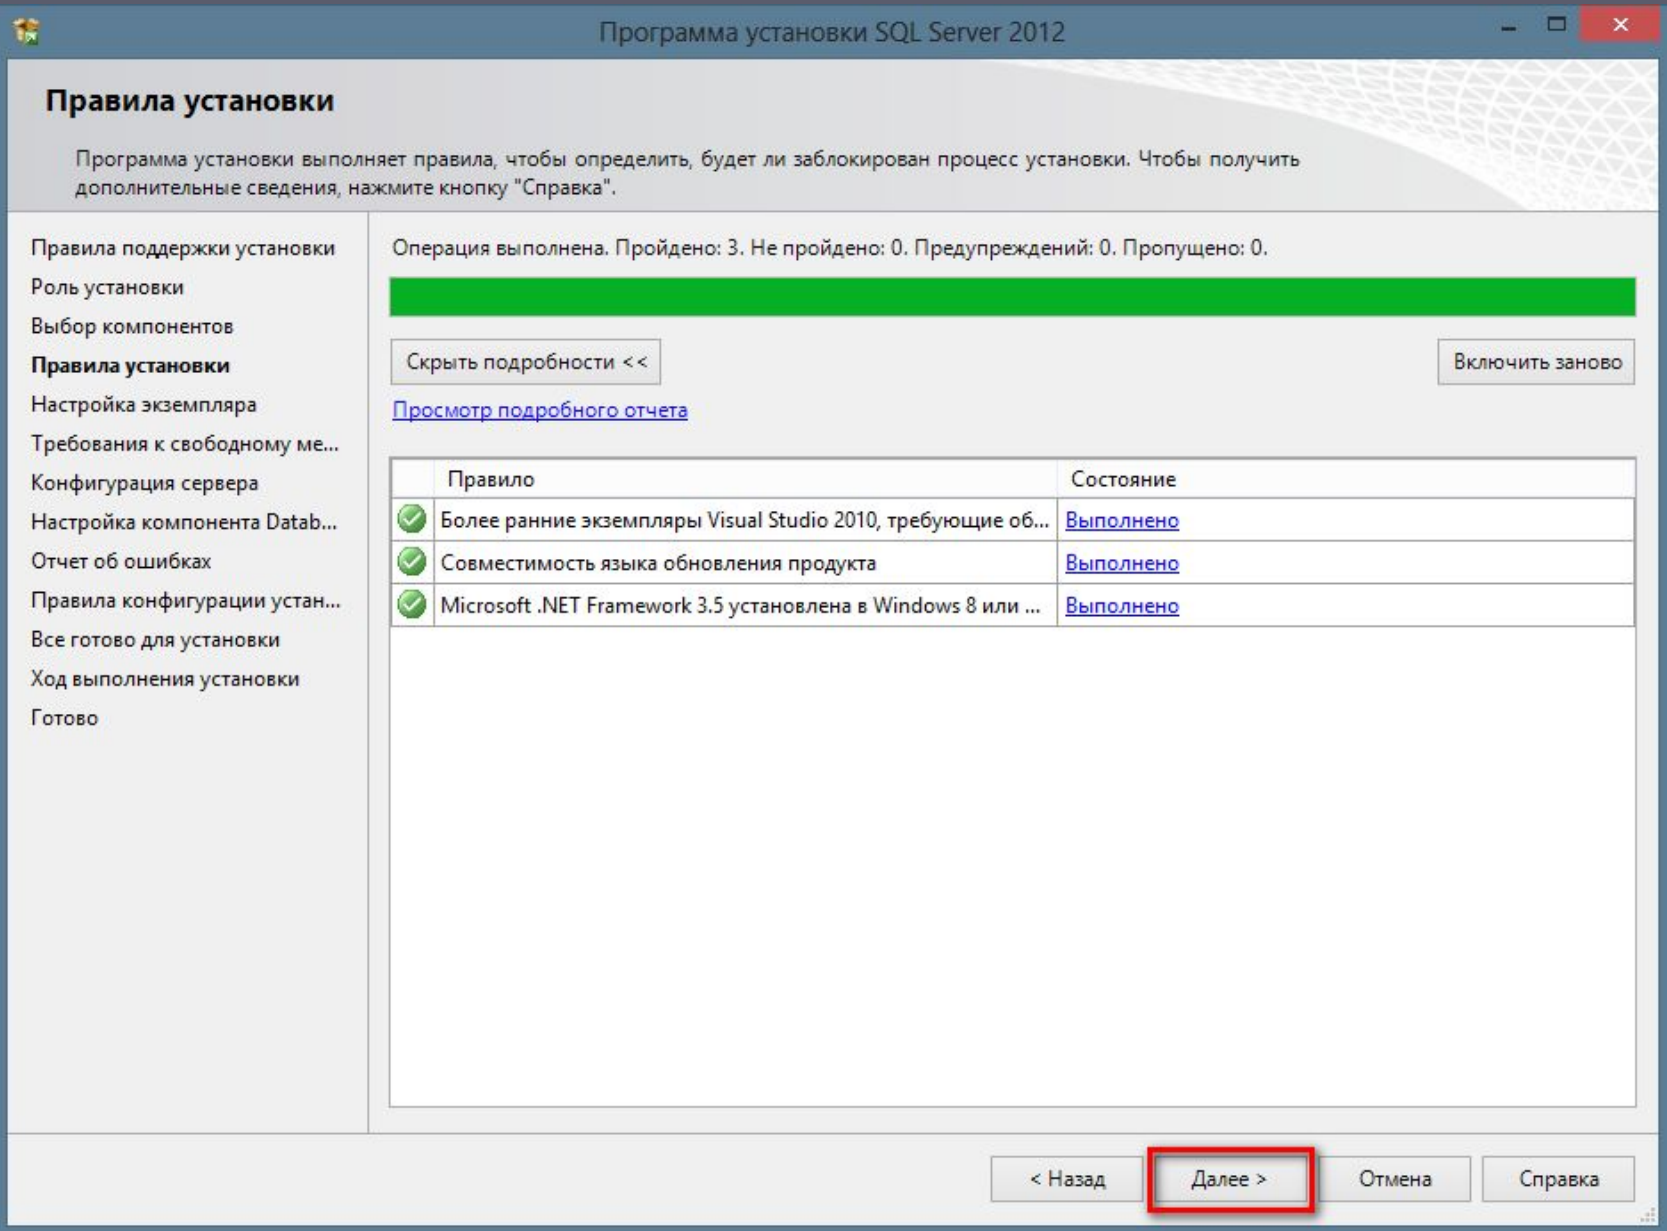 Программа установки SQL Server 2012
Правила установки
Программа установки выполняет правила, чтобы определить, будет ли заблокирован процесс установки. Чтобы получить
дополнительные сведения, нажмите кнопку "Справка".
Правила поддержки установки
Роль установки
Выбор компонентов
Правила установки
Настройка экземпляра
Требования к свободному ме...
Конфигурация сервера
Настройка компонента Datab...
Отчет об ошибках
Правила конфигурации устан...
Все готово для установки
Ход выполнения установки
Готово
Операция выполнена. Пройдено: 3. Не пройдено: 0. Предупреждений: 0. Пропущено: 0.
Скрыть подробности <<
Включить заново
Просмотр подробного отчета
Правило Состояние
Более ранние экземпляры Visual Studio 2010, требующие об... Выполнено
Совместимость языка обновления продукта Выполнено
Microsoft .NET Framework 3.5 установлена в Windows 8 или ... Выполнено
< Назад Далее > Отмена Справка